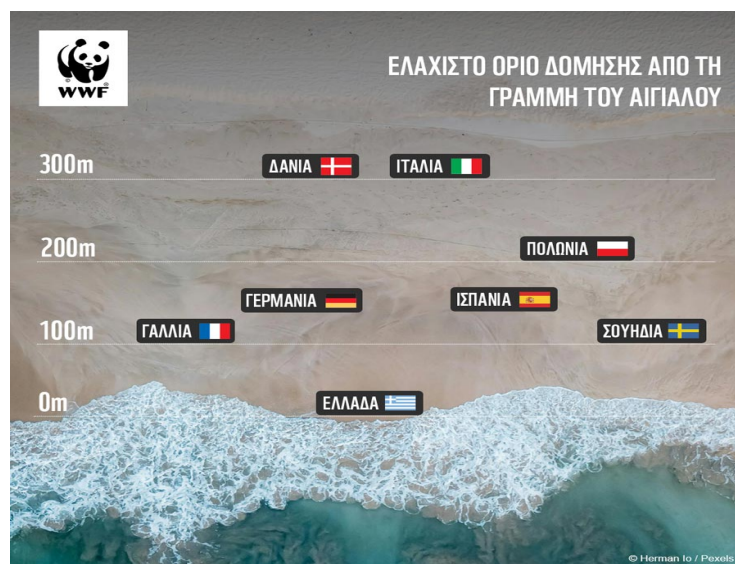 WWF
ΕΛΑΧΙΣΤΟ ΟΡΙΟ ΔΟΜΗΣΗΣ ΑΠΟ ΤΗ
ΓΡΑΜΜΗ ΤΟΥ ΑΙΓΙΑΛΟΥ
300m
ΔΑΝΙΑ
ΙΤΑΛΙΑ
200m
ΠΟΛΩΝΙΑ
ΓΕΡΜΑΝΙΑ
ΙΣΠΑΝΙΑ
100m
ΓΑΛΛΙΑ
ΣΟΥΗΔΙΑ
0m
ΕΛΛΑΔΑ
© Herman Io / Pexels